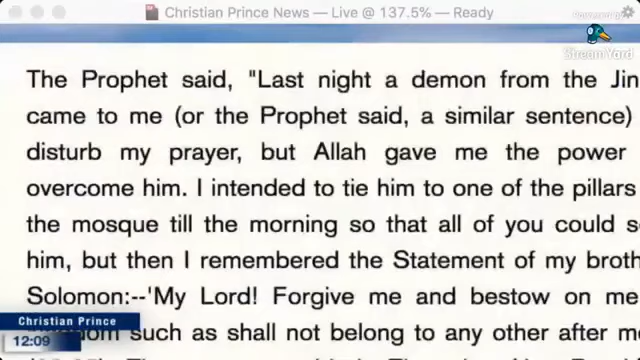 Christian Prince News — Live @ 137.5% — Ready
StreamYard
The Prophet said, "Last night a demon from the Jin
came to me (or the Prophet said, a similar sentence)
disturb my prayer, but Allah gave me the power
overcome him. I intended to tie him to one of the pillars
the mosque till the morning so that all of you could s
him, but then I remembered the Statement of my broth
Solomon:--'My Lord! Forgive me and bestow on me
Christian Prince
12:09
such as shall not belong to any other after m